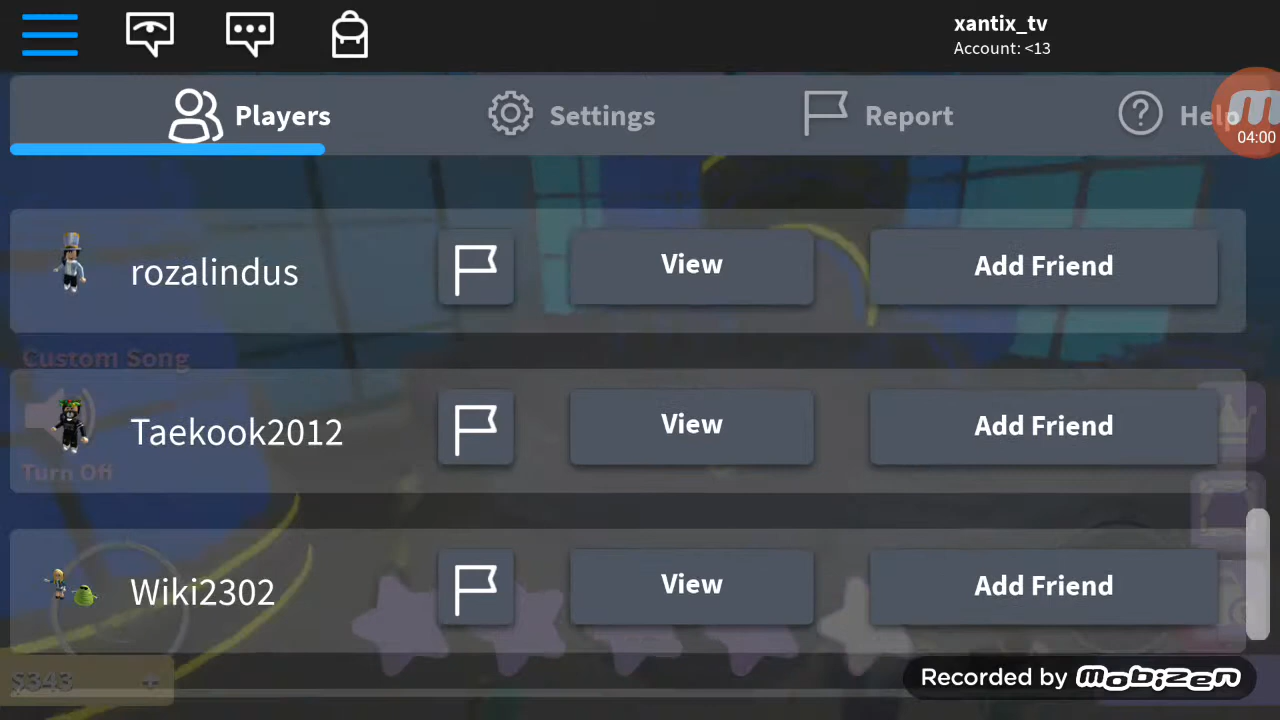 xantix_tv
Account: <13
Players
Settings
Report
Help
04:00
rozalindus
View
Add Friend
Custom Song
Taekook2012
View
Add Friend
Turn Off
Wiki2302
View
Add Friend
$343 +
Recorded by mobizen